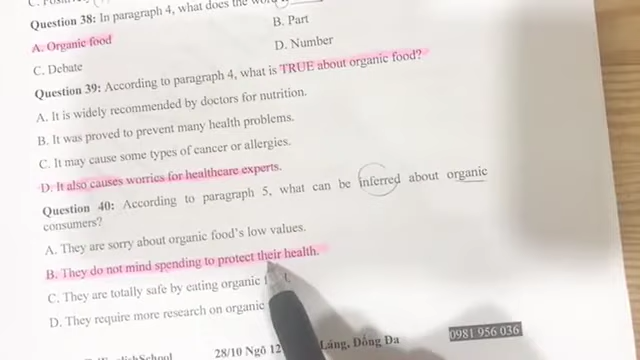 Question 38: In paragraph 4, what does the
A. Organic food
B. Part
C. Debate
D. Number
Question 39: According to paragraph 4, what is TRUE about organic food?
A. It is widely recommended by doctors for nutrition.
B. It was proved to prevent many health problems.
C. It may cause some types of cancer or allergies.
D. It also causes worries for healthcare experts.
Question 40: According to paragraph 5, what can be inferred about organic
consumers?
A. They are sorry about organic food's low values.
B. They do not mind spending to protect their health.
C. They are totally safe by eating organic
D. They require more research on organic
28/10 Ngõ 12 Láng, Đống Đa
0981 956 036